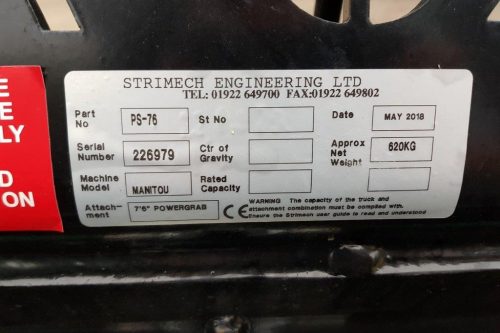 STRIMECH ENGINEERING LTD
TEL: 01922 649700 FAX:01922 649802
Part No PS-76 St No Date MAY 2018
Serial Number 226979 Ctr of Gravity Approx Net Weight 620KG
Machine Model MANITOU Rated Capacity
Attach-ment 7'6" POWERGRAB CE WARNING: The capacity of the truck and
attachment combination must be complied with.
Ensure the Strimech user guide to read and understood
E
E
LY
D
ON